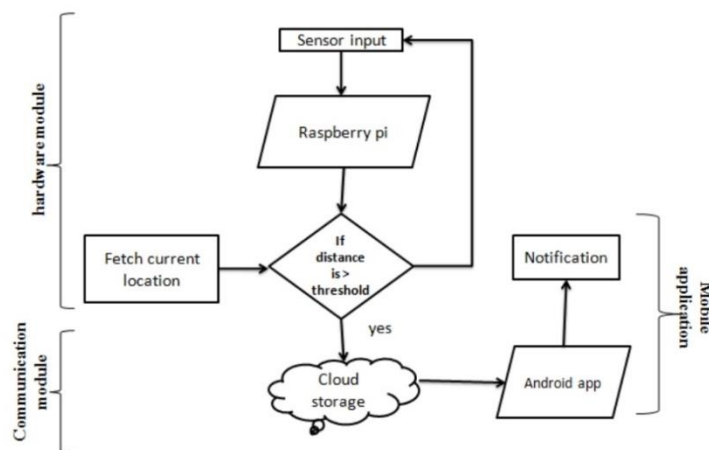 Sensor input
hardware module
Raspberry pi
If
distance
is >
threshold
Fetch current
location
Notification
Mobile
application
yes
Communication
module
Cloud
storage
Android app